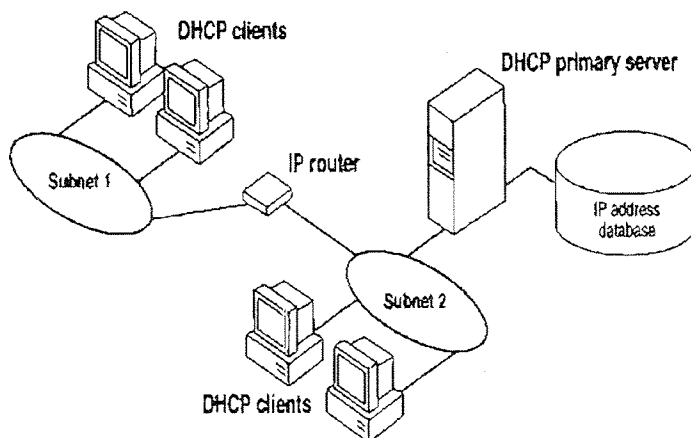 DHCP clients
DHCP primary server
Subnet 1
IP router
IP address
database
Subnet 2
DHCP clients